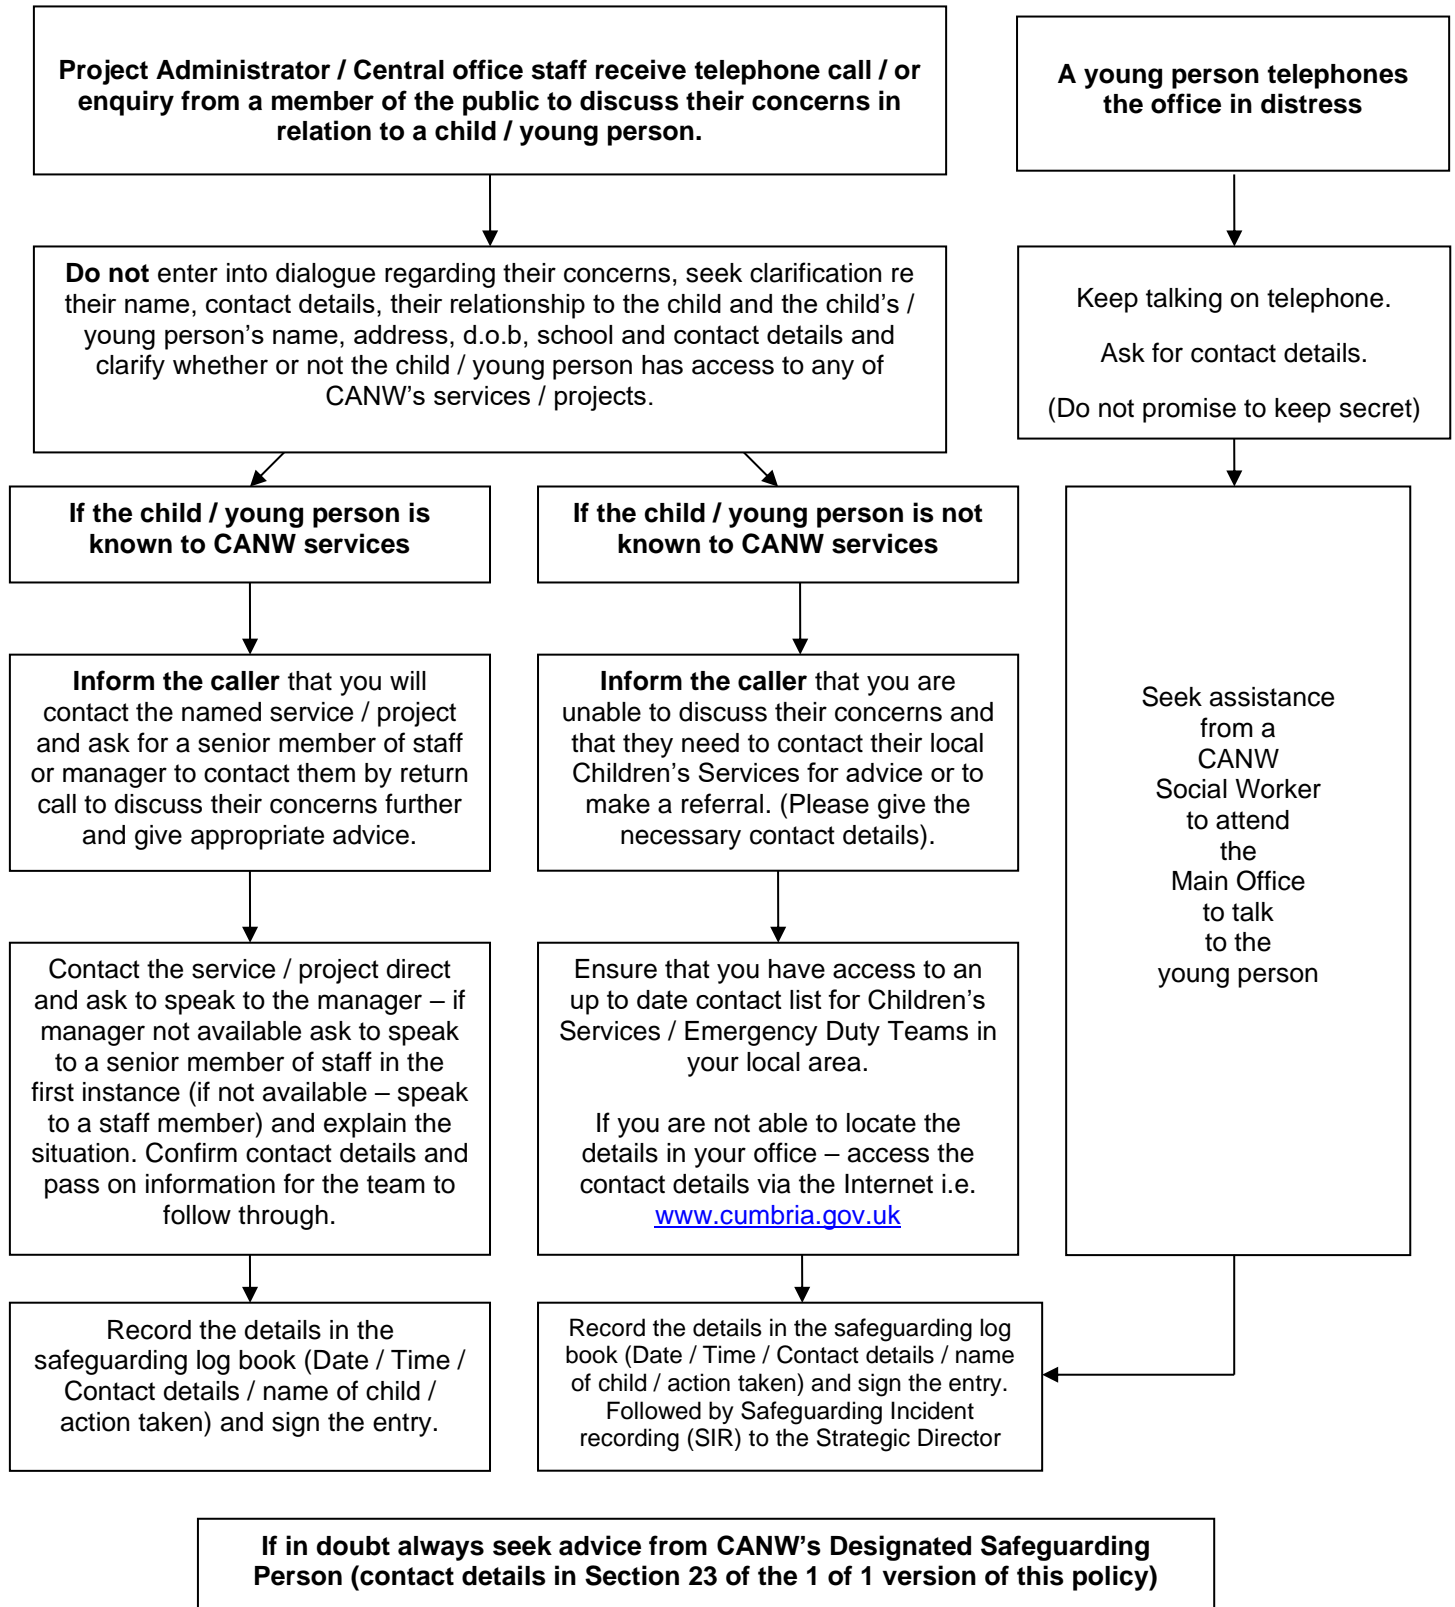 Project Administrator / Central office staff receive telephone call / or
enquiry from a member of the public to discuss their concerns in
relation to a child / young person.
A young person telephones
the office in distress
Do not enter into dialogue regarding their concerns, seek clarification re
their name, contact details, their relationship to the child and the child’s /
young person’s name, address, d.o.b, school and contact details and
clarify whether or not the child / young person has access to any of
CANW’s services / projects.
Keep talking on telephone.
Ask for contact details.
(Do not promise to keep secret)
If the child / young person is
known to CANW services
If the child / young person is not
known to CANW services
Inform the caller that you will
contact the named service / project
and ask for a senior member of staff
or manager to contact them by return
call to discuss their concerns further
and give appropriate advice.
Inform the caller that you are
unable to discuss their concerns and
that they need to contact their local
Children’s Services for advice or to
make a referral. (Please give the
necessary contact details).
Seek assistance
from a
CANW
Social Worker
to attend
the
Main Office
to talk
to the
young person
Contact the service / project direct
and ask to speak to the manager – if
manager not available ask to speak
to a senior member of staff in the
first instance (if not available – speak
to a staff member) and explain the
situation. Confirm contact details and
pass on information for the team to
follow through.
Ensure that you have access to an
up to date contact list for Children’s
Services / Emergency Duty Teams in
your local area.
If you are not able to locate the
details in your office – access the
contact details via the Internet i.e.
www.cumbria.gov.uk
Record the details in the
safeguarding log book (Date / Time /
Contact details / name of child /
action taken) and sign the entry.
Record the details in the safeguarding log
book (Date / Time / Contact details / name
of child / action taken) and sign the entry.
Followed by Safeguarding Incident
recording (SIR) to the Strategic Director
If in doubt always seek advice from CANW’s Designated Safeguarding
Person (contact details in Section 23 of the 1 of 1 version of this policy)